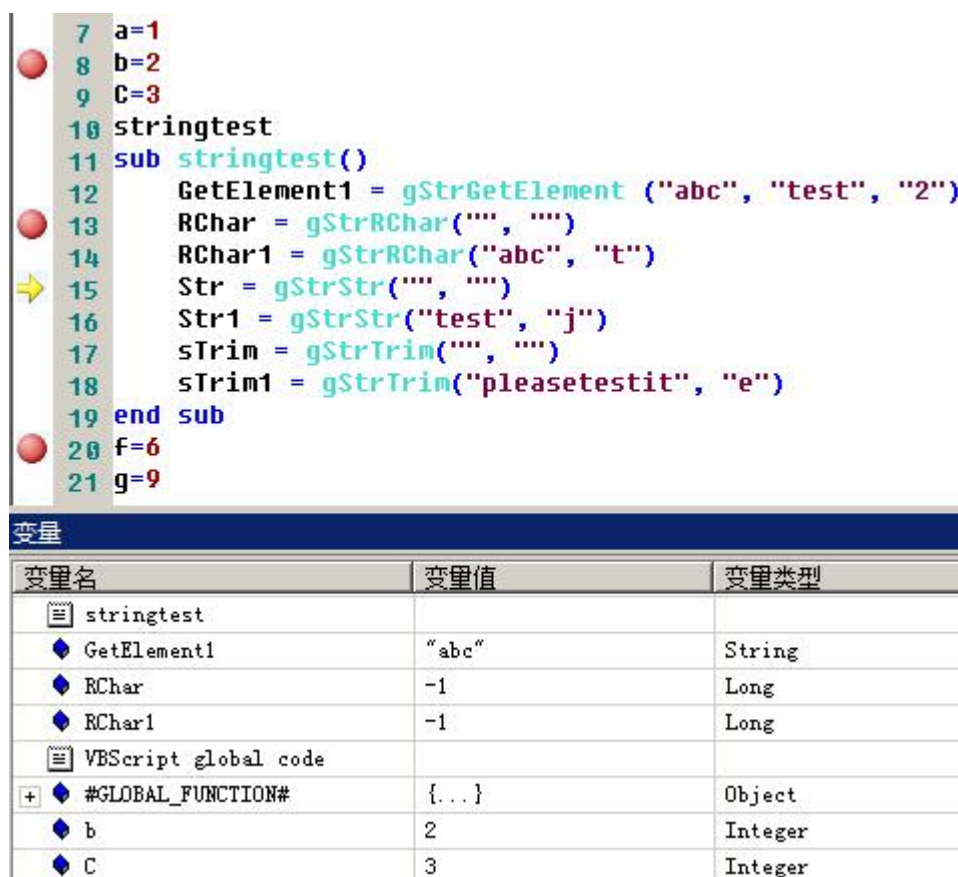 7 a=1
8 b=2
9 C=3
10 stringtest
11 sub stringtest()
12 GetElement1 = gStrGetElement ("abc", "test", "2")
13 RChar = gStrRChar("", "")
14 RChar1 = gStrRChar("abc", "t")
15 Str = gStrStr("", "")
16 Str1 = gStrStr("test", "j")
17 sTrim = gStrTrim("", "")
18 sTrim1 = gStrTrim("pleasetestit", "e")
19 end sub
20 f=6
21 g=9
变量
变量名 变量值 变量类型
stringtest
GetElement1 "abc" String
RChar -1 Long
RChar1 -1 Long
VBScript global code
#GLOBAL_FUNCTION# {...} Object
b 2 Integer
C 3 Integer